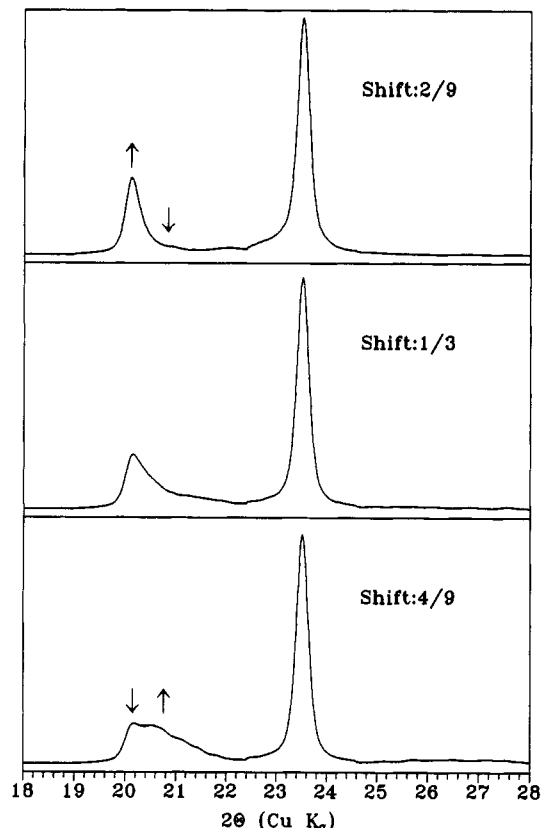 Shift:2/9
↑
↓
Shift:1/3
Shift:4/9
↓ ↑
18 19 20 21 22 23 24 25 26 27 28
2Θ (Cu Kα)